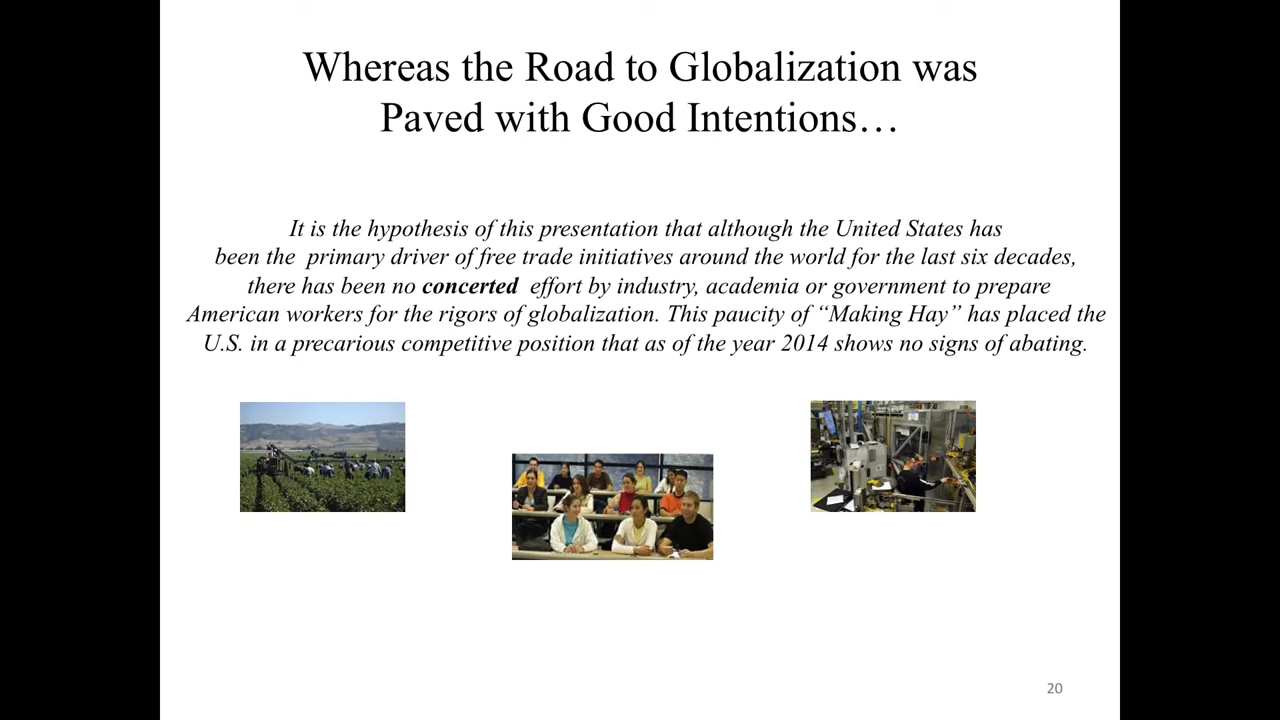 Whereas the Road to Globalization was
Paved with Good Intentions…
It is the hypothesis of this presentation that although the United States has
been the primary driver of free trade initiatives around the world for the last six decades,
there has been no concerted effort by industry, academia or government to prepare
American workers for the rigors of globalization. This paucity of “Making Hay” has placed the
U.S. in a precarious competitive position that as of the year 2014 shows no signs of abating.
20